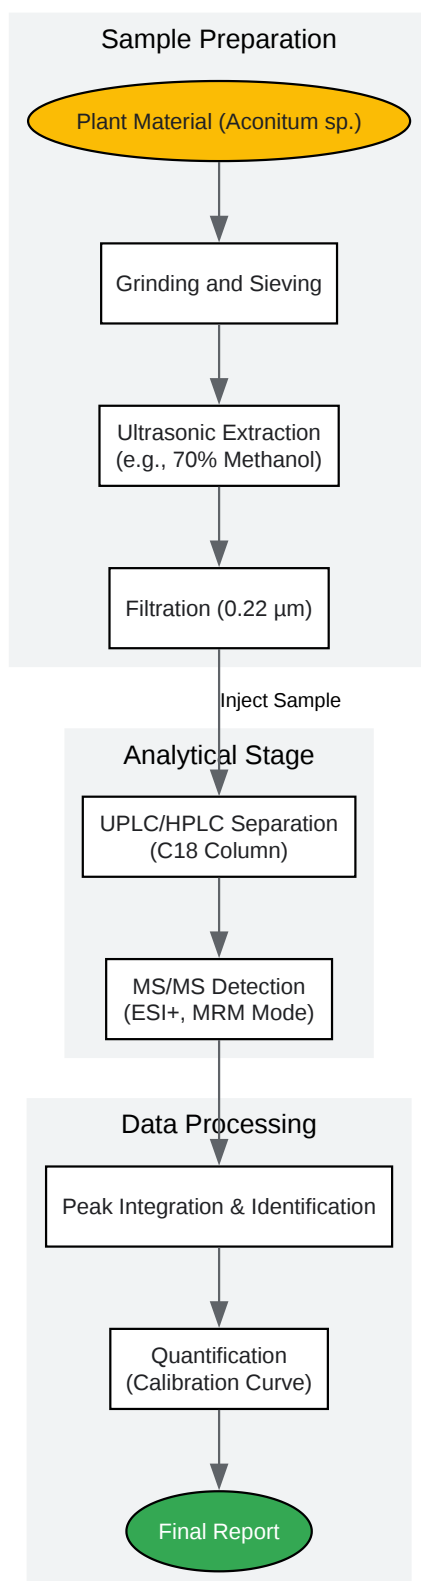 Sample Preparation
Plant Material (Aconitum sp.)
Grinding and Sieving
Ultrasonic Extraction
(e.g., 70% Methanol)
Filtration (0.22 µm)
Inject Sample
Analytical Stage
UPLC/HPLC Separation
(C18 Column)
MS/MS Detection
(ESI+, MRM Mode)
Data Processing
Peak Integration & Identification
Quantification
(Calibration Curve)
Final Report